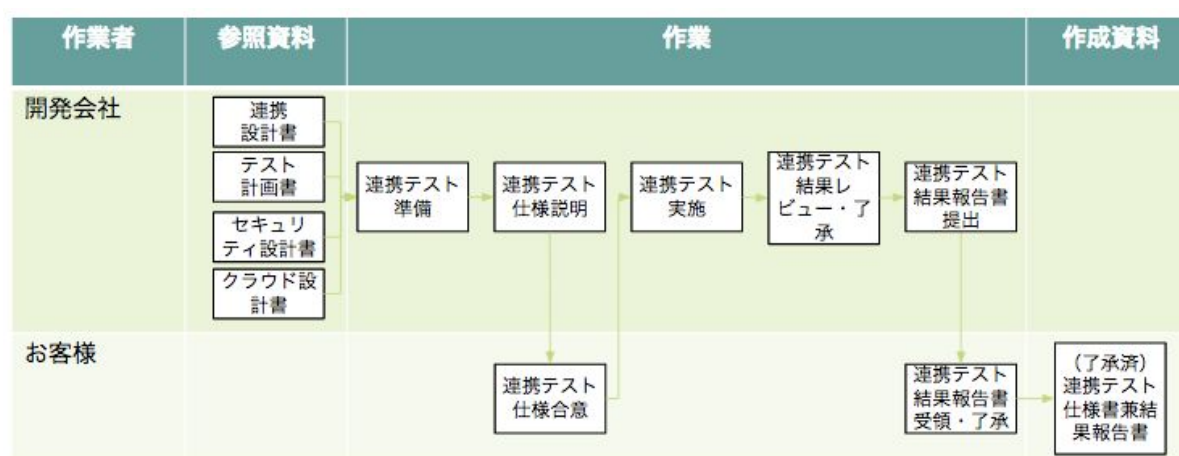 作業者
参照資料
作業
作成資料
開発会社
連携
設計書
テスト
計画書
セキュリ
ティ設計書
クラウド設
計書
連携テスト
準備
連携テスト
仕様説明
連携テスト
実施
連携テスト
結果レ
ビュー・了
承
連携テスト
結果報告書
提出
お客様
連携テスト
仕様合意
連携テスト
結果報告書
受領・了承
（了承済）
連携テスト
仕様書兼結
果報告書